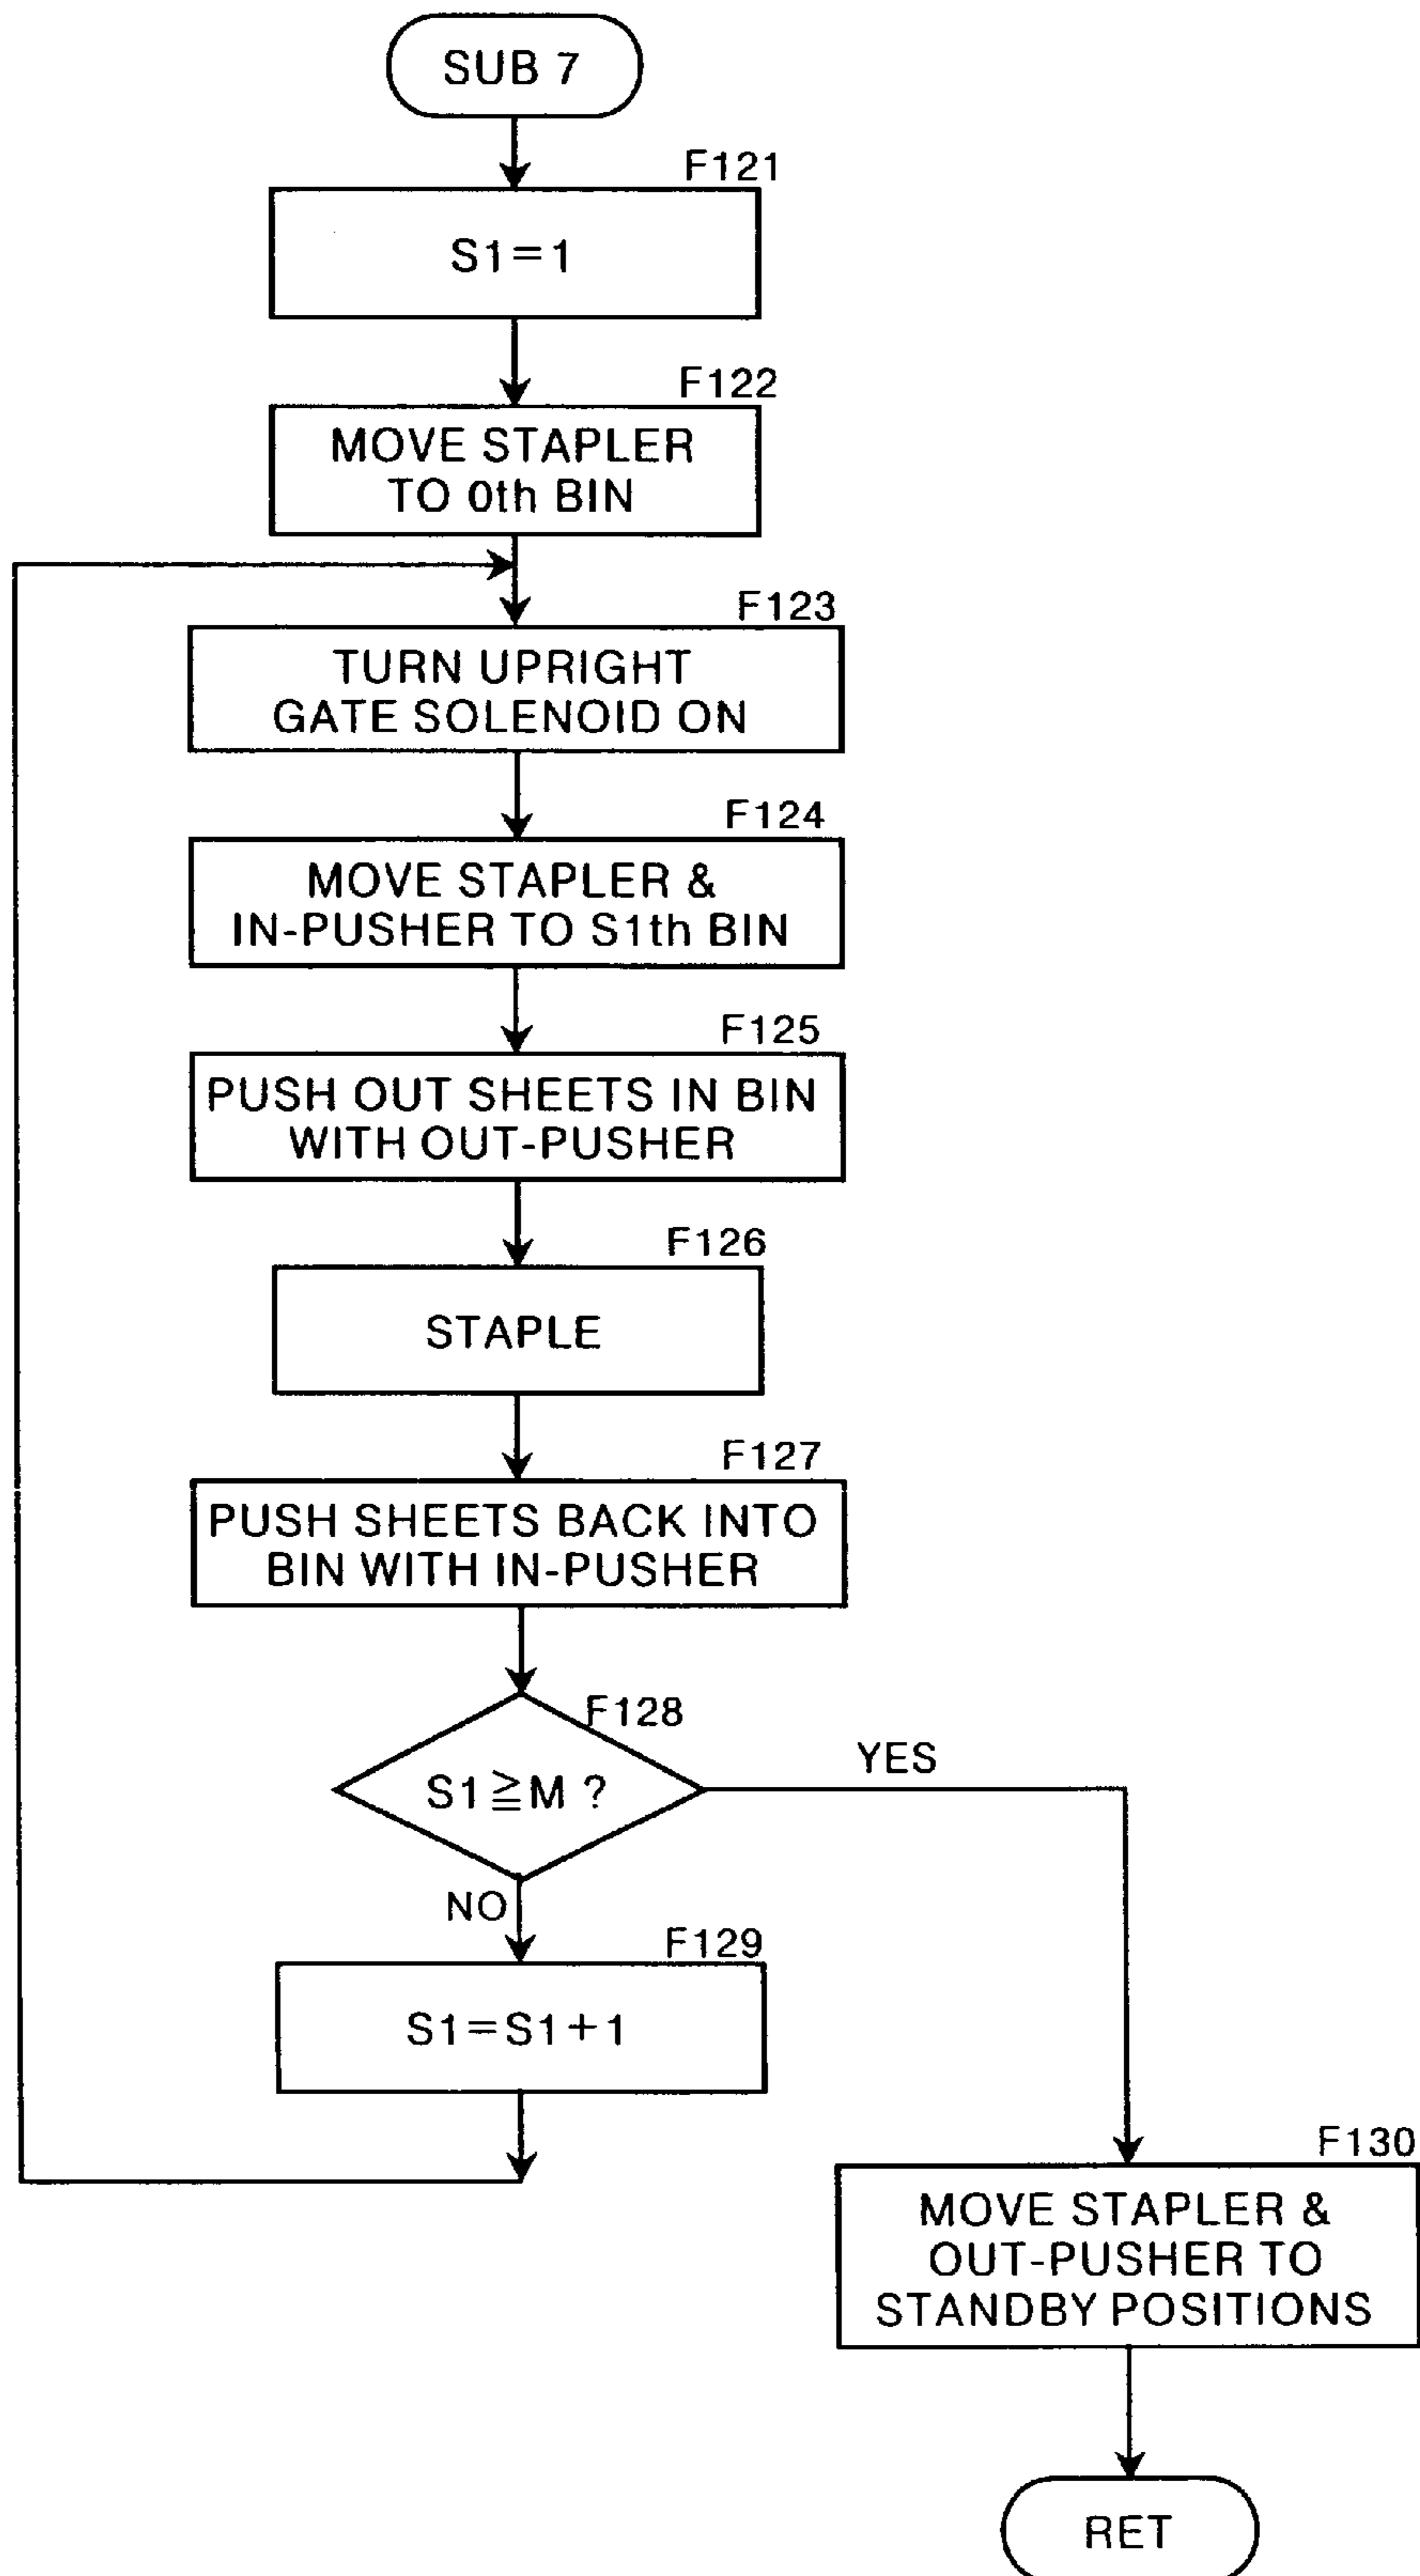 SUB 7
F121
S1=1
F122
MOVE STAPLER
TO 0th BIN
F123
TURN UPRIGHT
GATE SOLENOID ON
F124
MOVE STAPLER &
IN-PUSHER TO S1th BIN
F125
PUSH OUT SHEETS IN BIN
WITH OUT-PUSHER
F126
STAPLE
F127
PUSH SHEETS BACK INTO
BIN WITH IN-PUSHER
F128
S1≧M ?
YES
NO
F129
S1=S1+1
F130
MOVE STAPLER &
OUT-PUSHER TO
STANDBY POSITIONS
RET